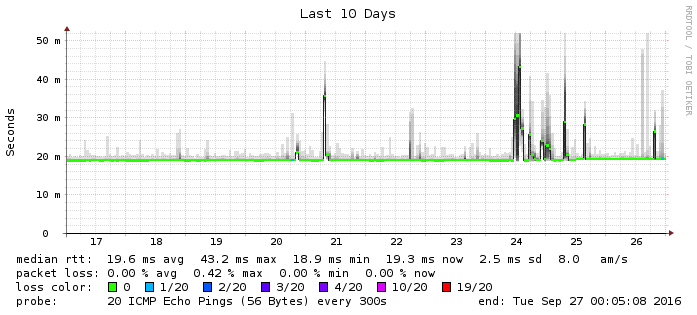 Last 10 Days
RRDTOOL / TOBI OETIKER
Seconds
50 m
40 m
30 m
20 m
10 m
0
17 18 19 20 21 22 23 24 25 26
median rtt: 19.6 ms avg 43.2 ms max 18.9 ms min 19.3 ms now 2.5 ms sd 8.0 am/s
packet loss: 0.00 % avg 0.42 % max 0.00 % min 0.00 % now
loss color: 0 1/20 2/20 3/20 4/20 10/20 19/20
probe: 20 ICMP Echo Pings (56 Bytes) every 300s end: Tue Sep 27 00:05:08 2016